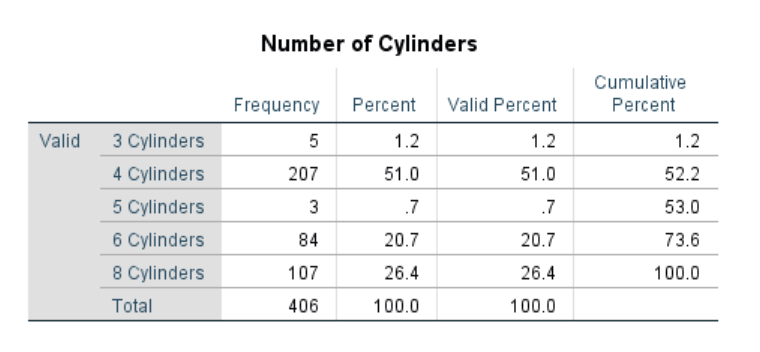 Number of Cylinders
Frequency Percent Valid Percent Cumulative Percent
Valid 3 Cylinders 5 1.2 1.2 1.2
4 Cylinders 207 51.0 51.0 52.2
5 Cylinders 3 .7 .7 53.0
6 Cylinders 84 20.7 20.7 73.6
8 Cylinders 107 26.4 26.4 100.0
Total 406 100.0 100.0